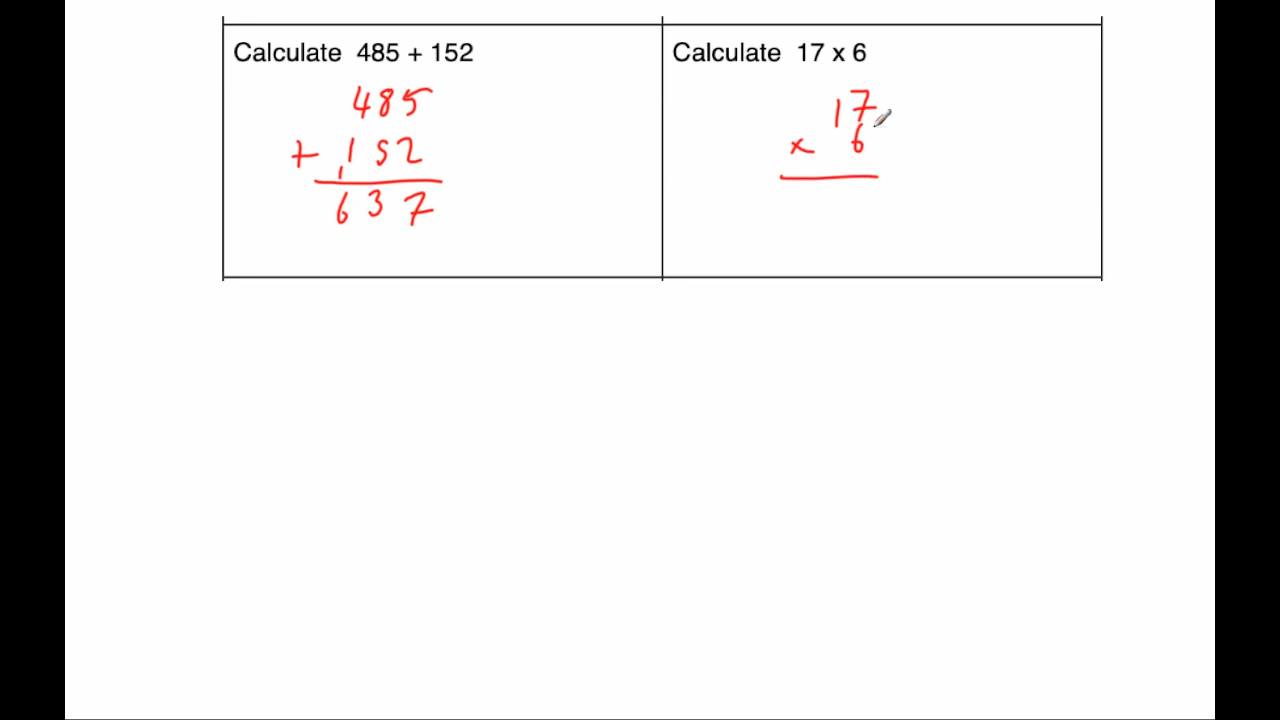 Calculate 485 + 152
485
+ 152
1
637
Calculate 17 x 6
17
x 6